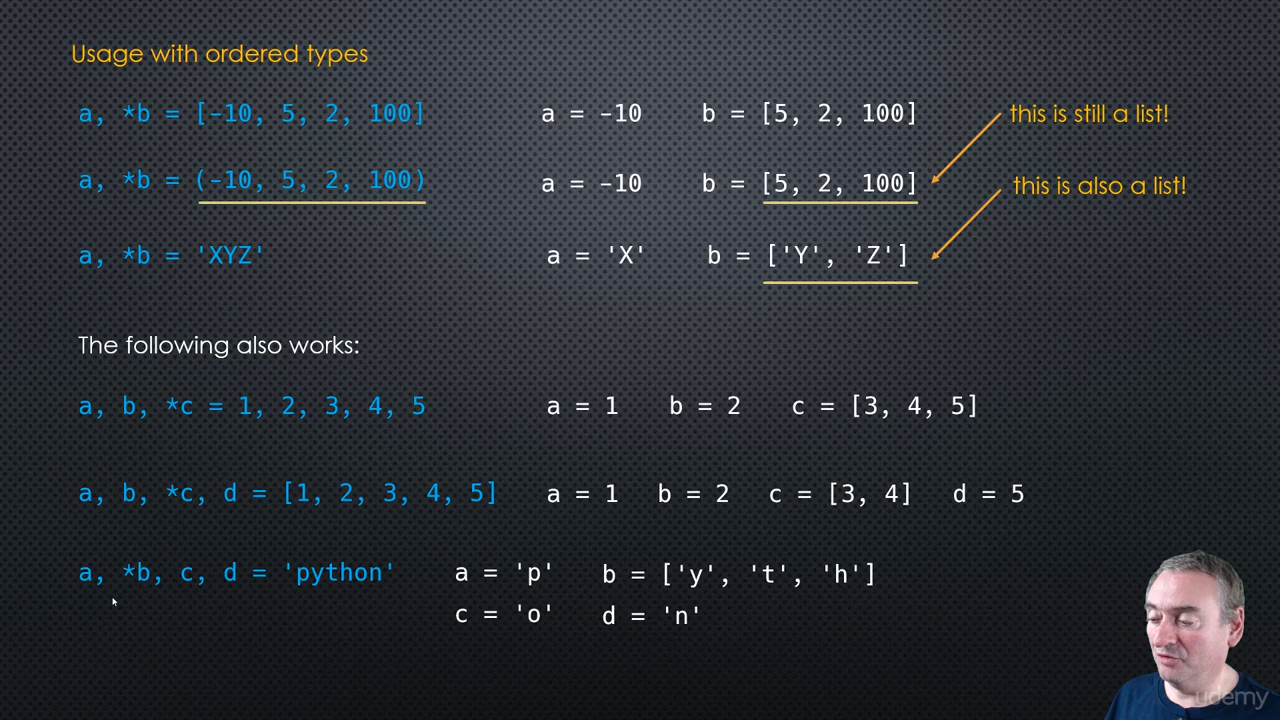 Usage with ordered types
a, *b = [-10, 5, 2, 100] a = -10 b = [5, 2, 100] this is still a list!
a, *b = (-10, 5, 2, 100) a = -10 b = [5, 2, 100] this is also a list!
a, *b = 'XYZ' a = 'X' b = ['Y', 'Z']
The following also works:
a, b, *c = 1, 2, 3, 4, 5 a = 1 b = 2 c = [3, 4, 5]
a, b, *c, d = [1, 2, 3, 4, 5] a = 1 b = 2 c = [3, 4] d = 5
a, *b, c, d = 'python' a = 'p' b = ['y', 't', 'h']
c = 'o' d = 'n'
udemy